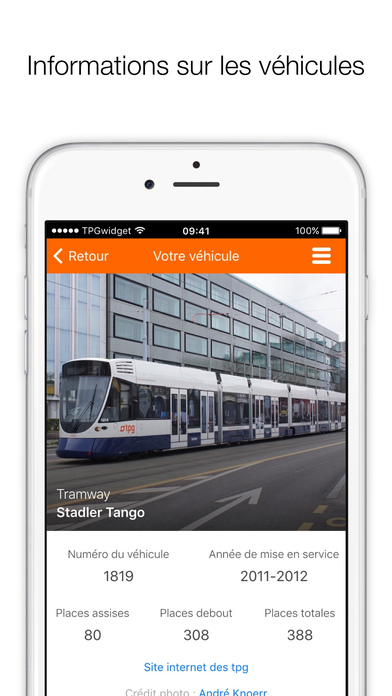 Informations sur les véhicules
TPGwidget 09:41 100%
Retour Votre véhicule
tpg
Tramway
Stadler Tango
Numéro du véhicule Année de mise en service
1819 2011-2012
Places assises Places debout Places totales
80 308 388
Site internet des tpg
Crédit photo : André Knoerr